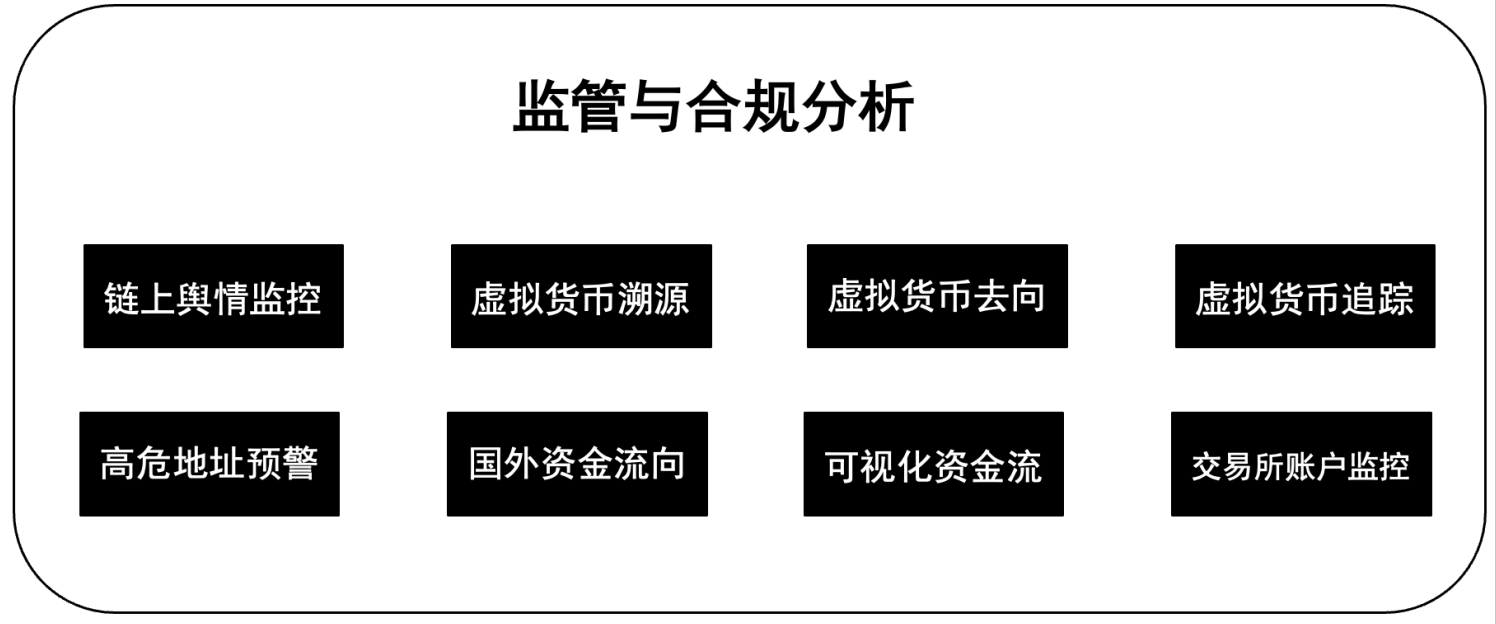 监管与合规分析
链上舆情监控
虚拟货币溯源
虚拟货币去向
虚拟货币追踪
高危地址预警
国外资金流向
可视化资金流
交易所账户监控